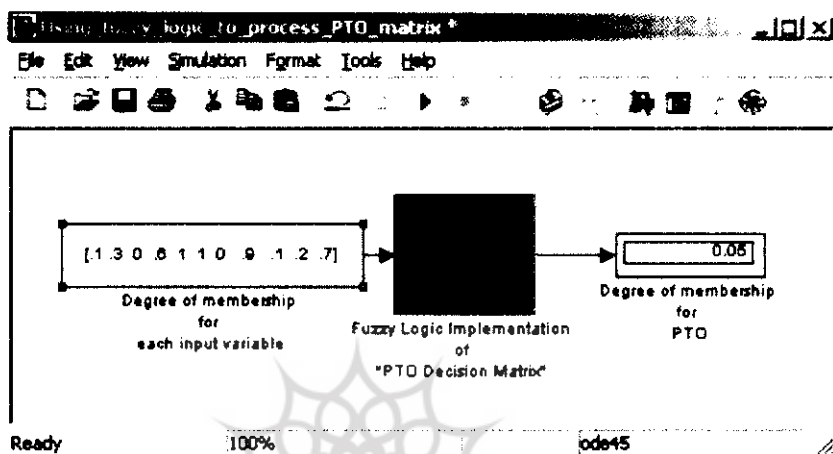 Using_fuzzy_logic_to_process_PTO_matrix *
File Edit View Simulation Format Tools Help
[.1 .3 0 .6 1 1 0 .9 .1 .2 .7]
0.05
Degree of membership
for
each input variable
Fuzzy Logic Implementation
of
"PTO Decision Matrix"
Degree of membership
for
PTO
Ready 100% ode45